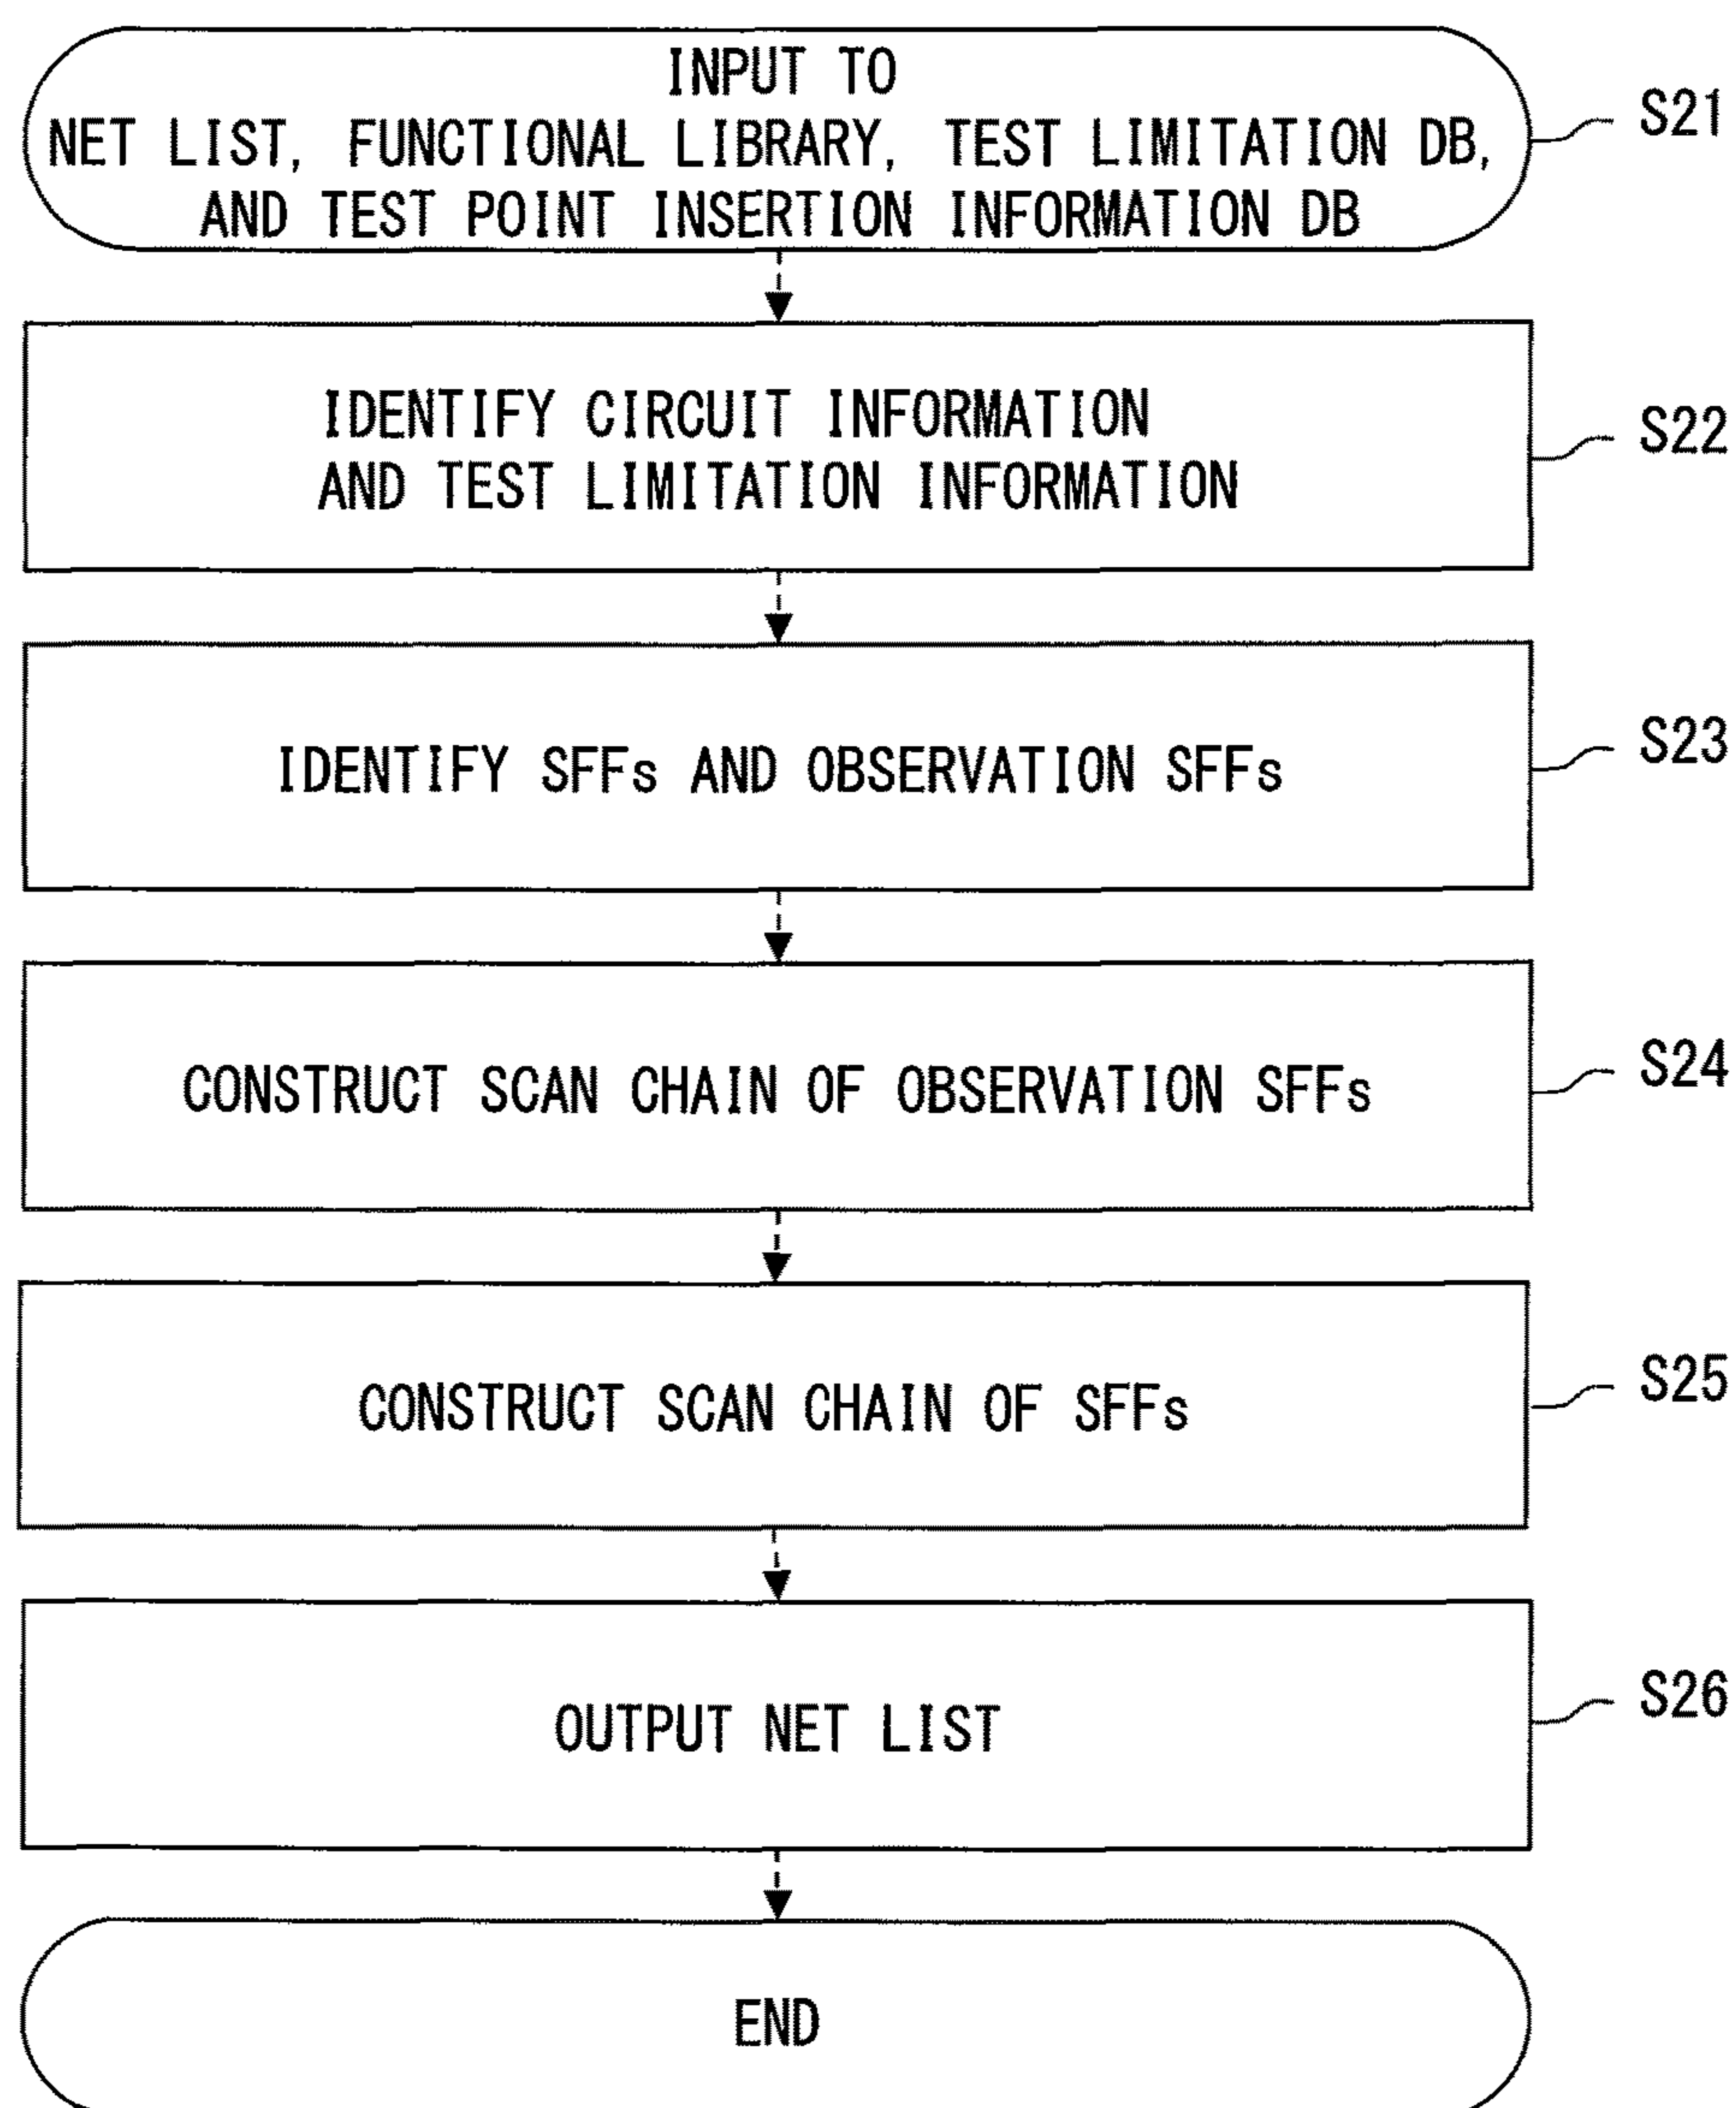 INPUT TO
NET LIST, FUNCTIONAL LIBRARY, TEST LIMITATION DB,
AND TEST POINT INSERTION INFORMATION DB
S21
IDENTIFY CIRCUIT INFORMATION
AND TEST LIMITATION INFORMATION
S22
IDENTIFY SFFs AND OBSERVATION SFFs
S23
CONSTRUCT SCAN CHAIN OF OBSERVATION SFFs
S24
CONSTRUCT SCAN CHAIN OF SFFs
S25
OUTPUT NET LIST
S26
END